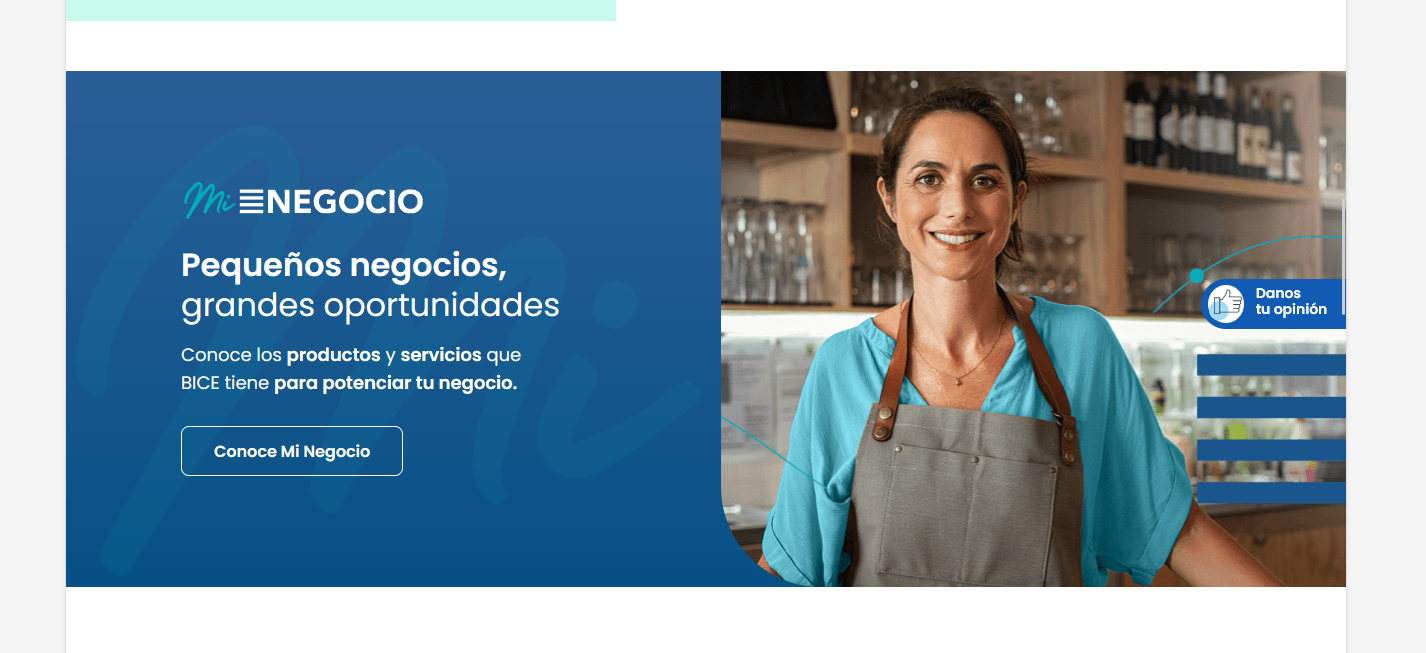 Mi NEGOCIO
Pequeños negocios,
grandes oportunidades
Conoce los productos y servicios que
BICE tiene para potenciar tu negocio.
Conoce Mi Negocio
Danos
tu opinión